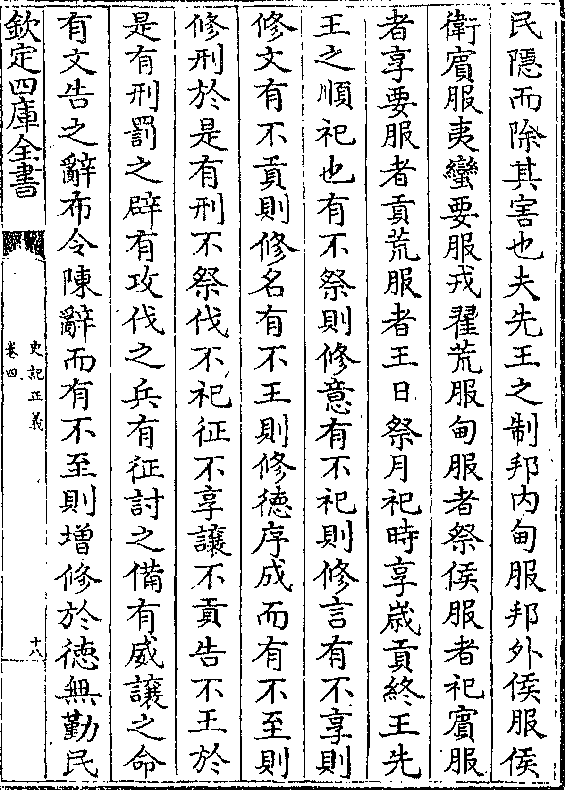 民隠而除其害也夫先王之制邦内甸服邦外侯服侯
衛賓服夷蠻要服戎翟荒服甸服者祭侯服者祀賓服
者享要服者貢荒服者王日祭月祀時享嵗貢終王先
王之順祀也有不祭則修意有不祀則修言有不享則
修文有不貢則修名有不王則修徳序成而有不至則
修刑於是有刑不祭伐不祀征不享讓不貢告不王於
是有刑罰之辟有攻伐之兵有征討之備有威讓之命
有文告之辭布令陳辭而有不至則增修於徳無勤民
欽定四庫全書
史記正義
卷四
十八